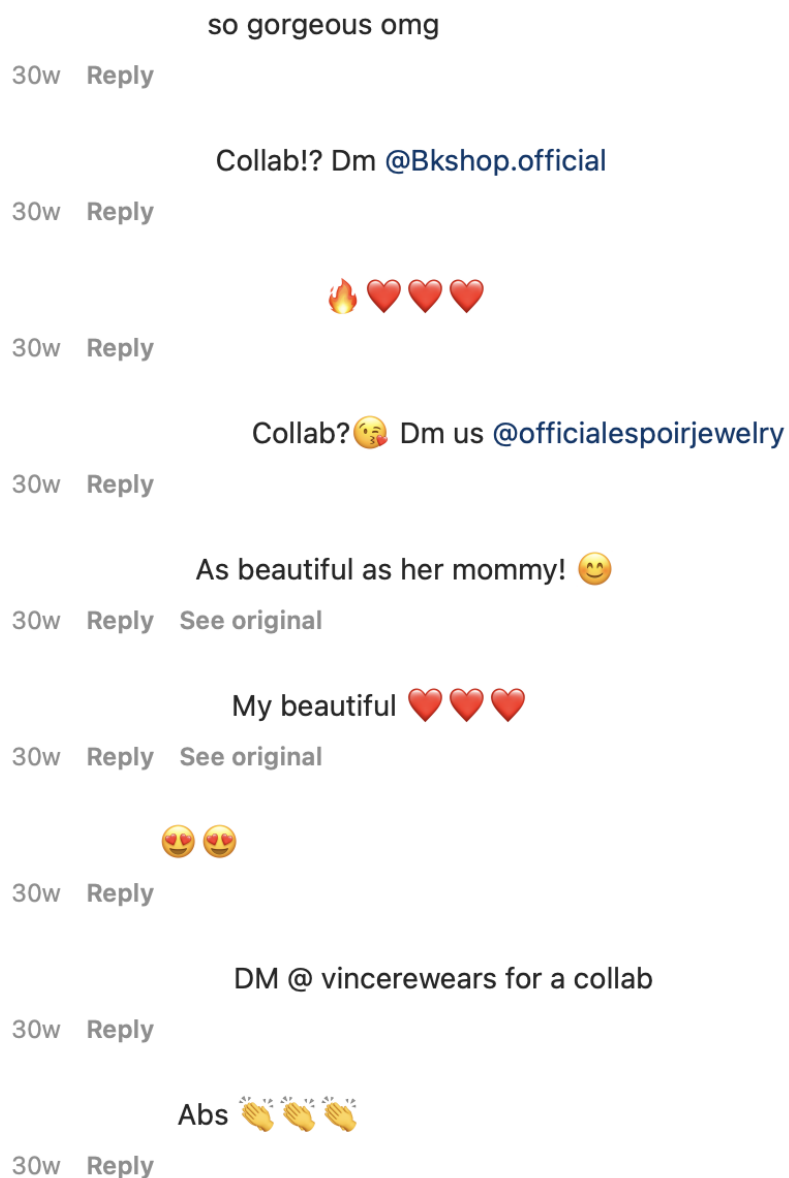 so gorgeous omg
30w Reply
Collab!? Dm @Bkshop.official
30w Reply
🔥❤️❤️❤️
30w Reply
Collab?😘 Dm us @officialespoirjewelry
30w Reply
As beautiful as her mommy! 😊
30w Reply See original
My beautiful ❤️❤️❤️
30w Reply See original
😍😍
30w Reply
DM @ vincerewears for a collab
30w Reply
Abs 👏👏👏
30w Reply